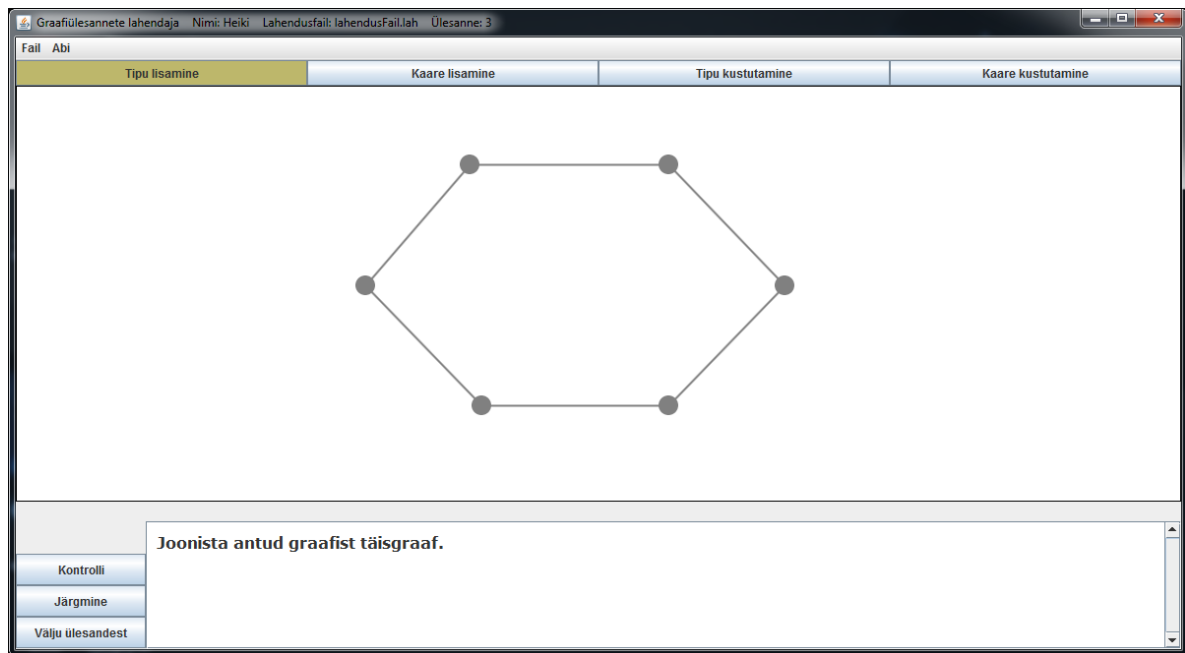 Graafiülesannete lahendaja Nimi: Heiki Lahendusfail: lahendusFail.lah Ülesanne: 3
Fail Abi
Tipu lisamine Kaare lisamine Tipu kustutamine Kaare kustutamine
Joonista antud graafist täisgraaf.
Kontrolli
Järgmine
Välju ülesandest